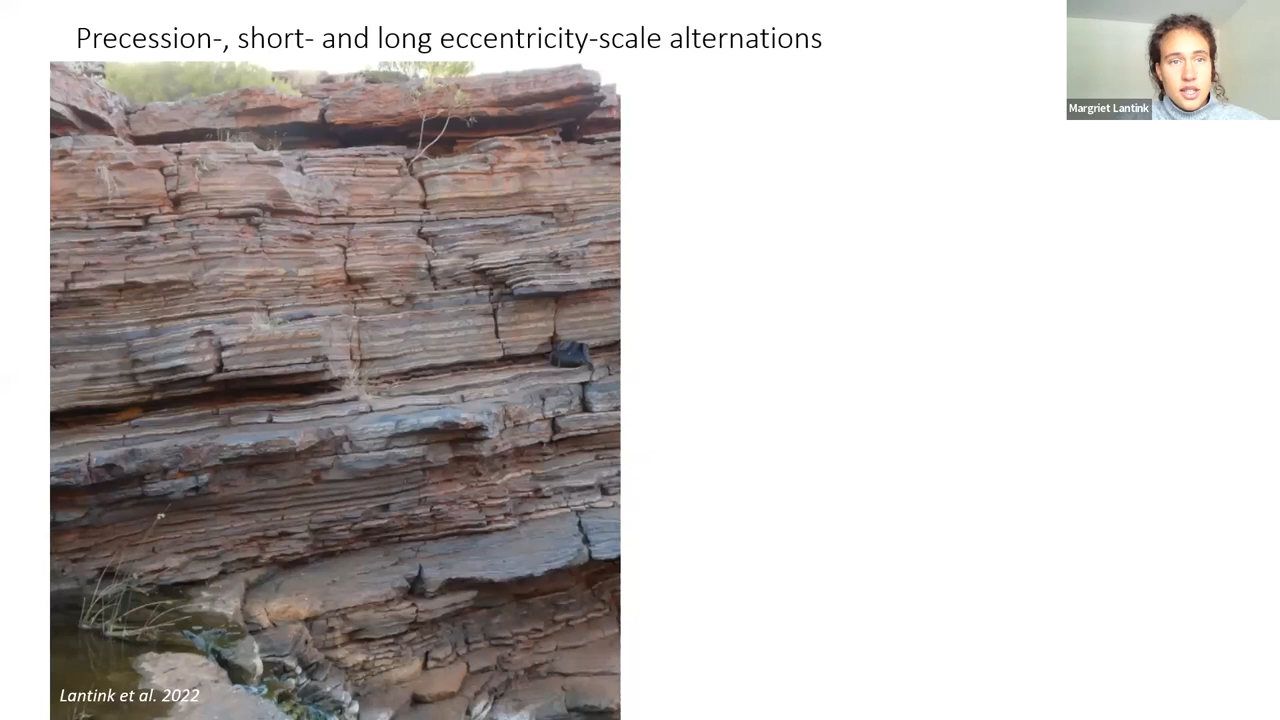 Precession-, short- and long eccentricity-scale alternations
Margriet Lantink
Lantink et al. 2022